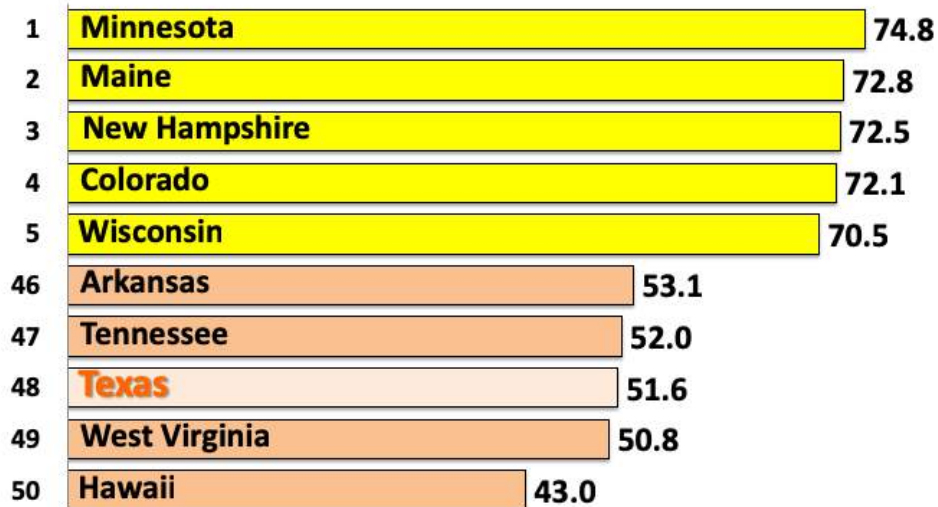 1 Minnesota 74.8
2 Maine 72.8
3 New Hampshire 72.5
4 Colorado 72.1
5 Wisconsin 70.5
46 Arkansas 53.1
47 Tennessee 52.0
48 Texas 51.6
49 West Virginia 50.8
50 Hawaii 43.0